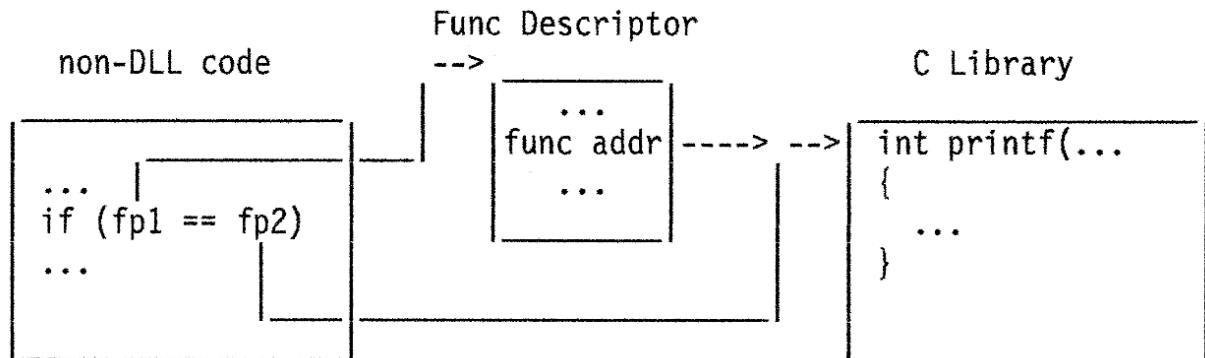 Func Descriptor
non-DLL code --> C Library
...
func addr ----> --> int printf(...
... ... {
if (fp1 == fp2) ...
... }